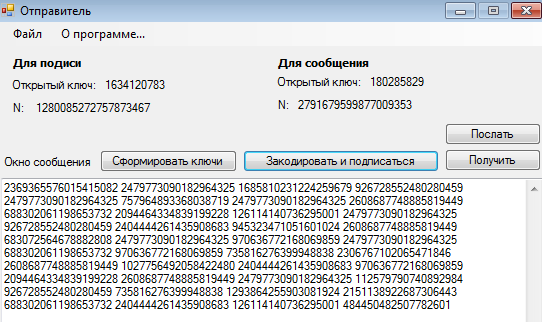 Отправитель
Файл О программе...
Для подиси Для сообщения
Открытый ключ: 1634120783 Открытый ключ: 180285829
N: 1280085272757873467 N: 2791679599877009353
Послать
Окно сообщения Сформировать ключи Закодировать и подписаться Получить
2369365576015415082 2479773090182964325 1685810231224259679 926728552480280459
2479773090182964325 757964893368038719 2479773090182964325 2608687748885819449
688302061198653732 2094464334839199228 126114140736295001 2479773090182964325
926728552480280459 2404444261435908683 945323471051601024 2608687748885819449
683072564678882808 2479773090182964325 970636772168069859 2479773090182964325
688302061198653732 970636772168069859 735816276399948838 2306767102065471846
2608687748885819449 1027756492058422480 2404444261435908683 970636772168069859
2094464334839199228 2608687748885819449 2479773090182964325 112579790740892984
926728552480280459 735816276399948838 1293864255903081924 2151138922687306443
688302061198653732 2404444261435908683 126114140736295001 484450482507782601